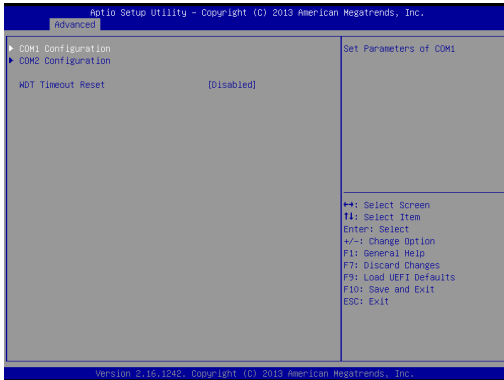 Aptio Setup Utility – Copyright (C) 2013 American Megatrends, Inc.
Advanced
▶ COM1 Configuration
▶ COM2 Configuration
WDT Timeout Reset [Disabled]
Set Parameters of COM1
↔: Select Screen
↑↓: Select Item
Enter: Select
+/-: Change Option
F1: General Help
F7: Discard Changes
F9: Load UEFI Defaults
F10: Save and Exit
ESC: Exit
Version 2.16.1242. Copyright (C) 2013 American Megatrends, Inc.